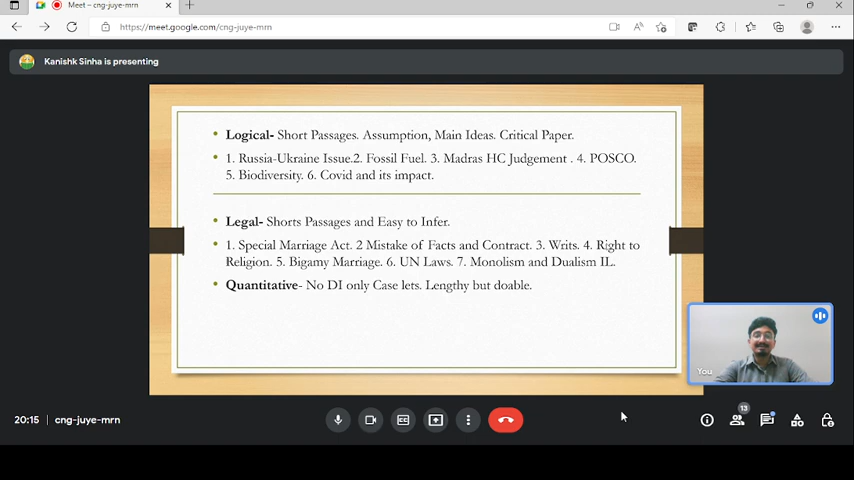 Meet – cng-juye-mrn
https://meet.google.com/cng-juye-mrn
Kanishk Sinha is presenting
• Logical- Short Passages. Assumption, Main Ideas. Critical Paper.
• 1. Russia-Ukraine Issue.2. Fossil Fuel. 3. Madras HC Judgement . 4. POSCO.
5. Biodiversity. 6. Covid and its impact.
• Legal- Shorts Passages and Easy to Infer.
• 1. Special Marriage Act. 2 Mistake of Facts and Contract. 3. Writs. 4. Right to
Religion. 5. Bigamy Marriage. 6. UN Laws. 7. Monolism and Dualism IL.
• Quantitative- No DI only Case lets. Lengthy but doable.
You
20:15 | cng-juye-mrn
CC
13